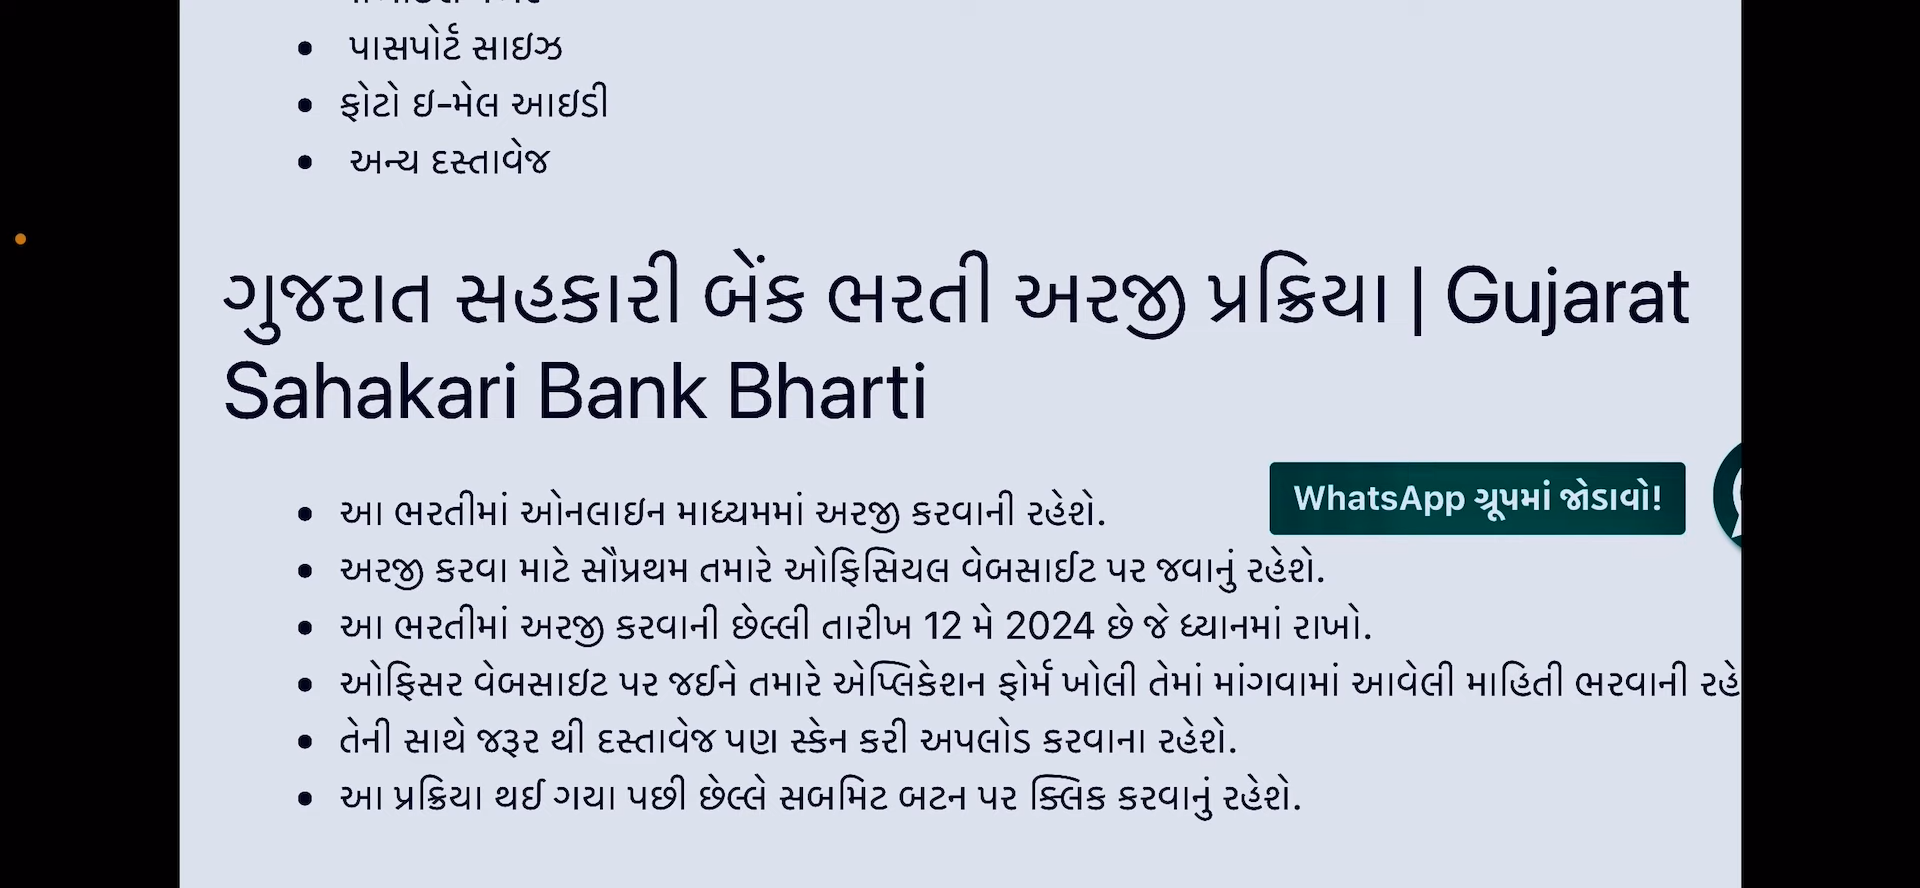 પાસપોર્ટ સાઇઝ
ફોટો ઇ-મેલ આઇડી
અન્ય દસ્તાવેજ
ગુજરાત સહકારી બેંક ભરતી અરજી પ્રક્રિયા | Gujarat
Sahakari Bank Bharti
WhatsApp ગ્રૂપમાં જોડાવો!
આ ભરતીમાં ઓનલાઇન માધ્યમમાં અરજી કરવાની રહેશે.
અરજી કરવા માટે સૌપ્રથમ તમારે ઓફિસિયલ વેબસાઈટ પર જવાનું રહેશે.
આ ભરતીમાં અરજી કરવાની છેલ્લી તારીખ 12 મે 2024 છે જે ધ્યાનમાં રાખો.
ઓફિસર વેબસાઇટ પર જઈને તમારે એપ્લિકેશન ફોર્મ ખોલી તેમાં માંગવામાં આવેલી માહિતી ભરવાની રહે
તેની સાથે જરૂર થી દસ્તાવેજ પણ સ્કેન કરી અપલોડ કરવાના રહેશે.
આ પ્રક્રિયા થઈ ગયા પછી છેલ્લે સબમિટ બટન પર ક્લિક કરવાનું રહેશે.